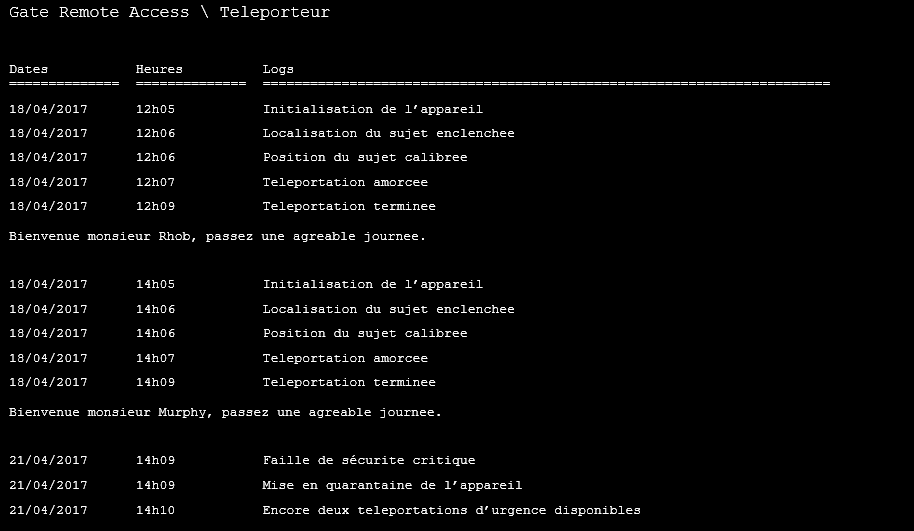 Gate Remote Access \ Teleporteur
Dates Heures Logs
============== ============== ========================================================================
18/04/2017 12h05 Initialisation de l’appareil
18/04/2017 12h06 Localisation du sujet enclenchee
18/04/2017 12h06 Position du sujet calibree
18/04/2017 12h07 Teleportation amorcee
18/04/2017 12h09 Teleportation terminee
Bienvenue monsieur Rhob, passez une agreable journee.
18/04/2017 14h05 Initialisation de l’appareil
18/04/2017 14h06 Localisation du sujet enclenchee
18/04/2017 14h06 Position du sujet calibree
18/04/2017 14h07 Teleportation amorcee
18/04/2017 14h09 Teleportation terminee
Bienvenue monsieur Murphy, passez une agreable journee.
21/04/2017 14h09 Faille de sécurite critique
21/04/2017 14h09 Mise en quarantaine de l’appareil
21/04/2017 14h10 Encore deux teleportations d’urgence disponibles